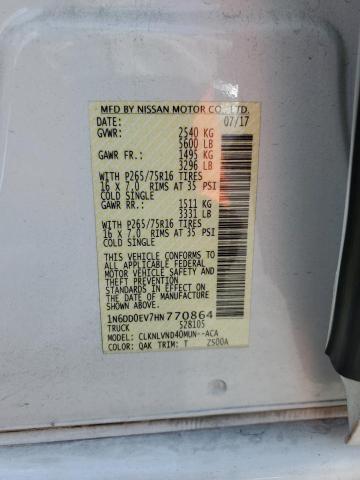 MFD BY NISSAN MOTOR CO., LTD.
DATE: 07/17
GVWR: 2540 KG
5600 LB
GAWR FR.: 1495 KG
3296 LB
WITH P265/75R16 TIRES
16 X 7.0 RIMS AT 35 PSI
COLD SINGLE
GAWR RR.: 1511 KG
3331 LB
WITH P265/75R16 TIRES
16 X 7.0 RIMS AT 35 PSI
COLD SINGLE
THIS VEHICLE CONFORMS TO
ALL APPLICABLE FEDERAL
MOTOR VEHICLE SAFETY AND
THEFT PREVENTION
STANDARDS IN EFFECT ON
THE DATE OF MANUFACTURE
SHOWN ABOVE.
1N6DD0EV7HN770864
TRUCK 528105
MODEL: CLKNLVND40MUN--ACA
COLOR: QAK TRIM: T ZS00A